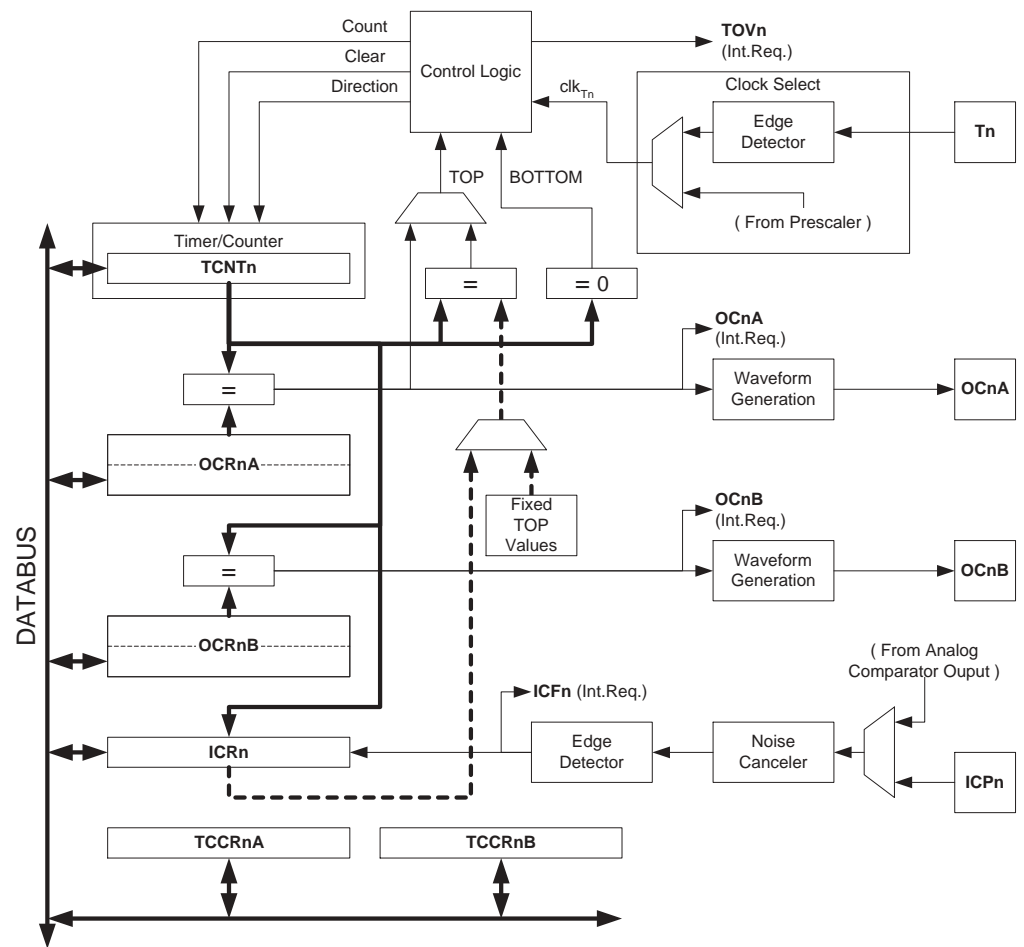 Count
Clear
Direction
Control Logic
TOVn
(Int.Req.)
clkTn
Clock Select
Edge
Detector
Tn
( From Prescaler )
TOP
BOTTOM
Timer/Counter
TCNTn
=
= 0
OCnA
(Int.Req.)
=
Waveform
Generation
OCnA
OCRnA
Fixed
TOP
Values
OCnB
(Int.Req.)
=
Waveform
Generation
OCnB
OCRnB
DATABUS
( From Analog
Comparator Ouput )
ICFn (Int.Req.)
ICRn
Edge
Detector
Noise
Canceler
ICPn
TCCRnA
TCCRnB